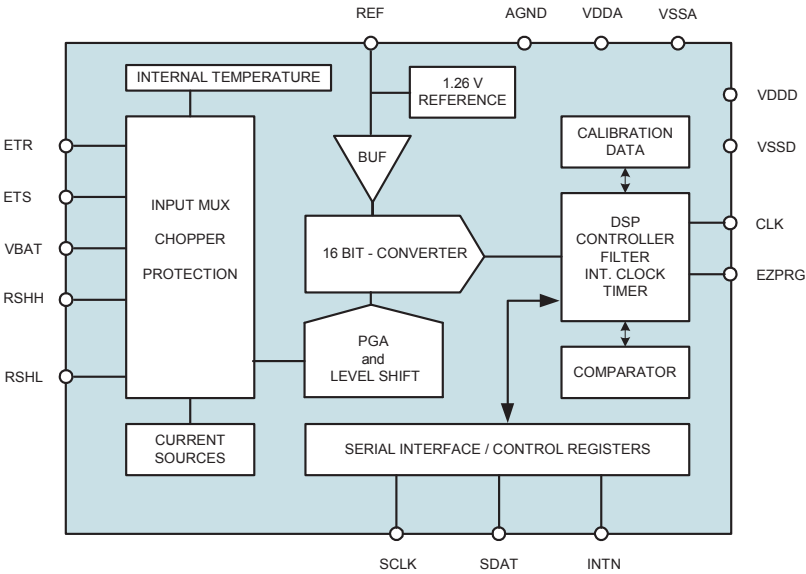 REF
AGND
VDDA
VSSA
INTERNAL TEMPERATURE
1.26 V
REFERENCE
VDDD
CALIBRATION
DATA
VSSD
ETR
BUF
ETS
INPUT MUX
CHOPPER
PROTECTION
16 BIT - CONVERTER
DSP
CONTROLLER
FILTER
INT. CLOCK
TIMER
CLK
VBAT
EZPRG
RSHH
PGA
and
LEVEL SHIFT
COMPARATOR
RSHL
CURRENT
SOURCES
SERIAL INTERFACE / CONTROL REGISTERS
SCLK
SDAT
INTN